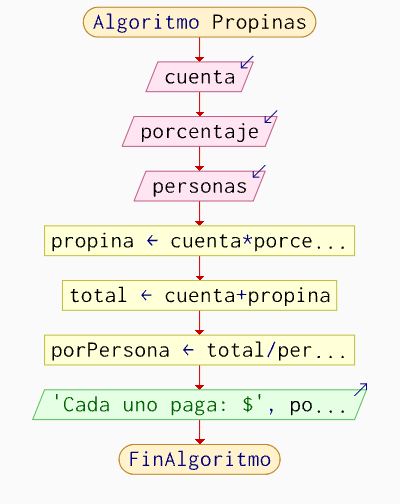 Algoritmo Propinas
cuenta
porcentaje
personas
propina ← cuenta*porce...
total ← cuenta+propina
porPersona ← total/per...
'Cada uno paga: $', po...
FinAlgoritmo